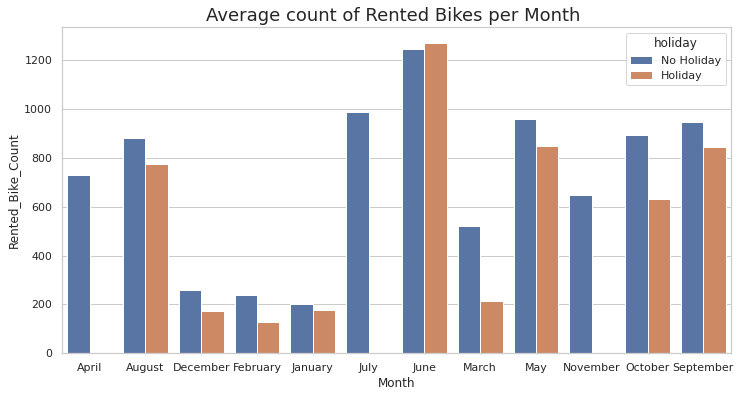 Average count of Rented Bikes per Month
holiday
No Holiday
Holiday
1200
1000
800
600
400
200
0
Rented_Bike_Count
April August December February January July June March May November October September
Month